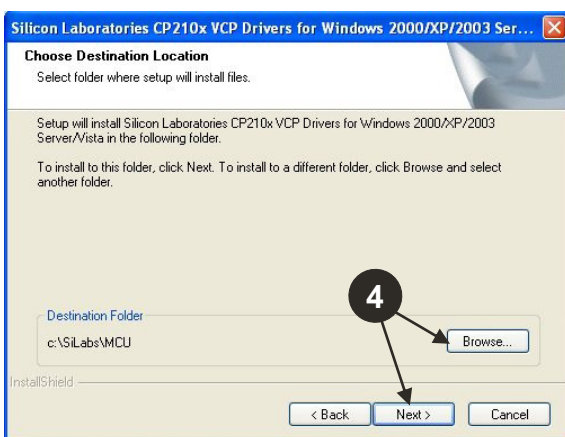 Silicon Laboratories CP210x VCP Drivers for Windows 2000/XP/2003 Ser...
Choose Destination Location
Select folder where setup will install files.
Setup will install Silicon Laboratories CP210x VCP Drivers for Windows 2000/XP/2003
Server/Vista in the following folder.
To install to this folder, click Next. To install to a different folder, click Browse and select
another folder.
4
Destination Folder
c:\SiLabs\MCU
Browse...
InstallShield
< Back
Next >
Cancel